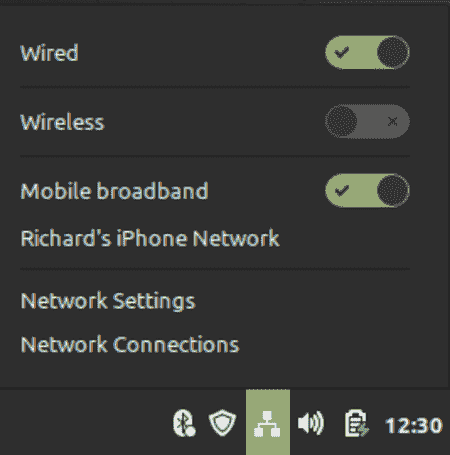 Wired
Wireless
Mobile broadband
Richard's iPhone Network
Network Settings
Network Connections
12:30